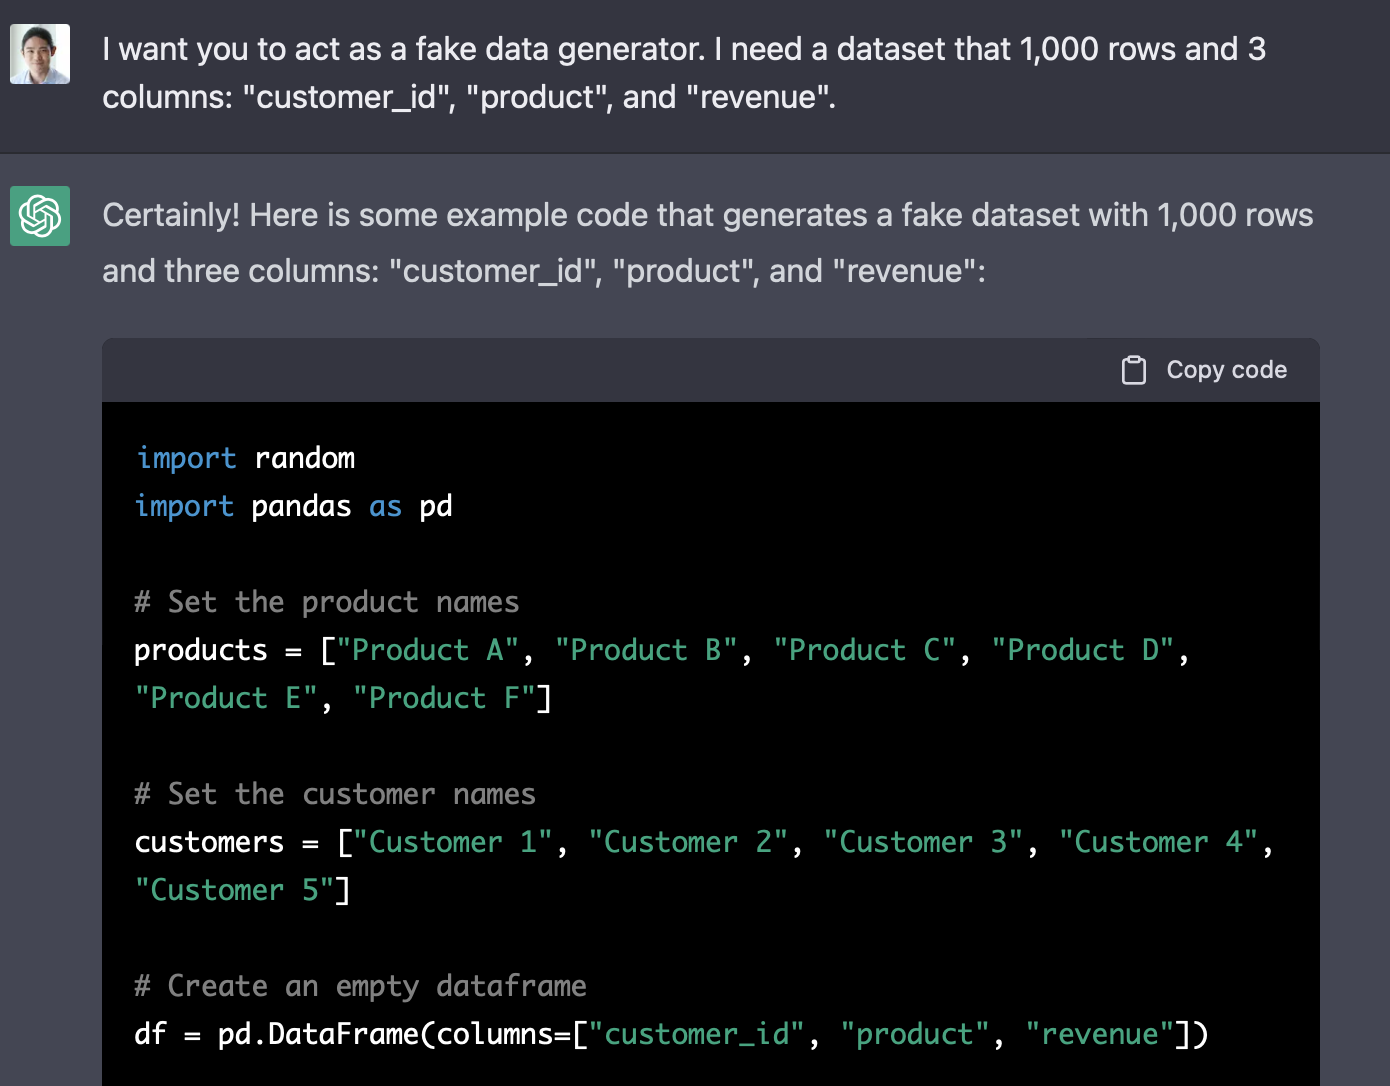 I want you to act as a fake data generator. I need a dataset that 1,000 rows and 3
columns: "customer_id", "product", and "revenue".
Certainly! Here is some example code that generates a fake dataset with 1,000 rows
and three columns: "customer_id", "product", and "revenue":
Copy code
import random
import pandas as pd
# Set the product names
products = ["Product A", "Product B", "Product C", "Product D",
"Product E", "Product F"]
# Set the customer names
customers = ["Customer 1", "Customer 2", "Customer 3", "Customer 4",
"Customer 5"]
# Create an empty dataframe
df = pd.DataFrame(columns=["customer_id", "product", "revenue"])